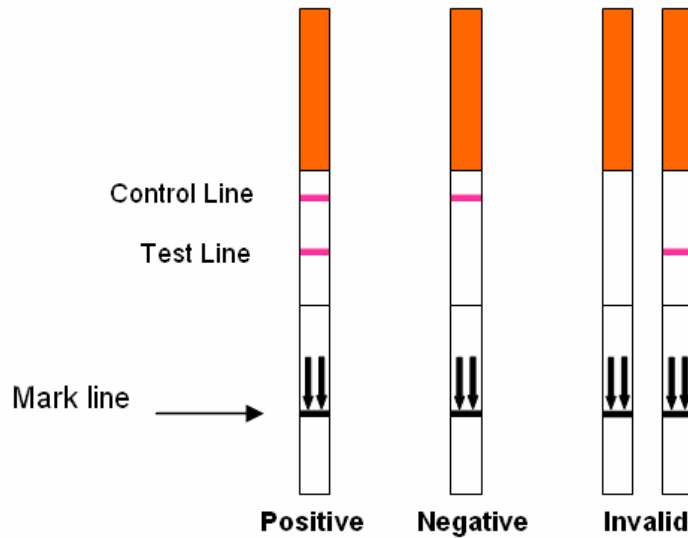 Control Line
Test Line
Mark line
Positive
Negative
Invalid